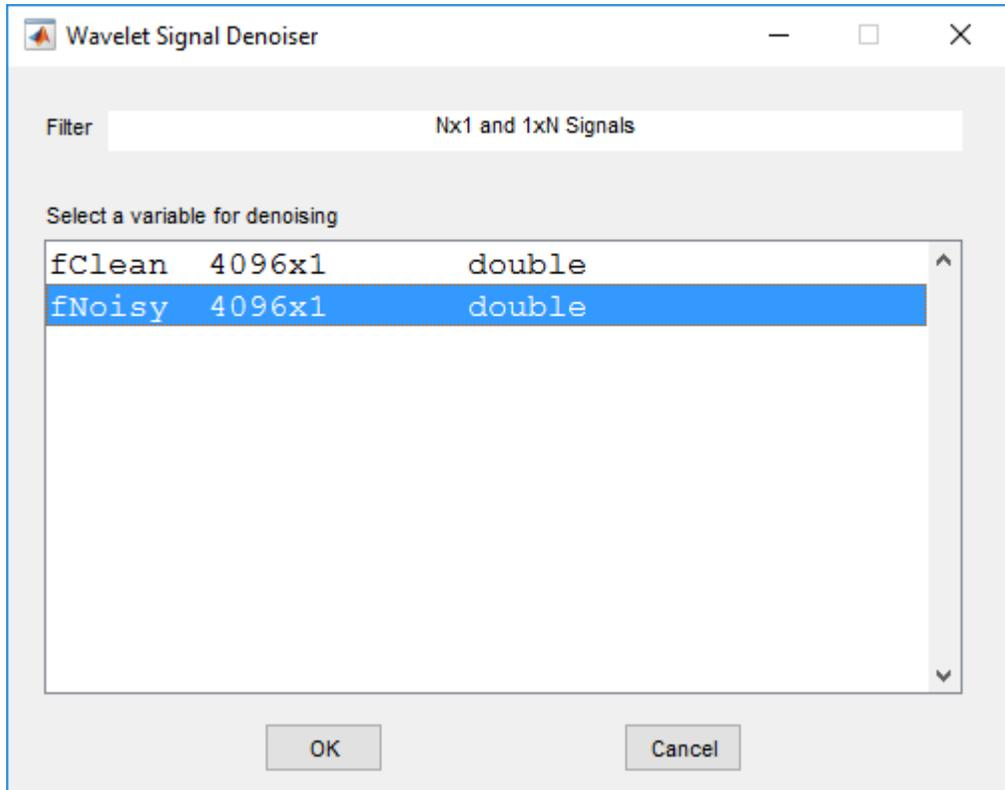 Wavelet Signal Denoiser
Filter Nx1 and 1xN Signals
Select a variable for denoising
fClean 4096x1 double
fNoisy 4096x1 double
OK Cancel